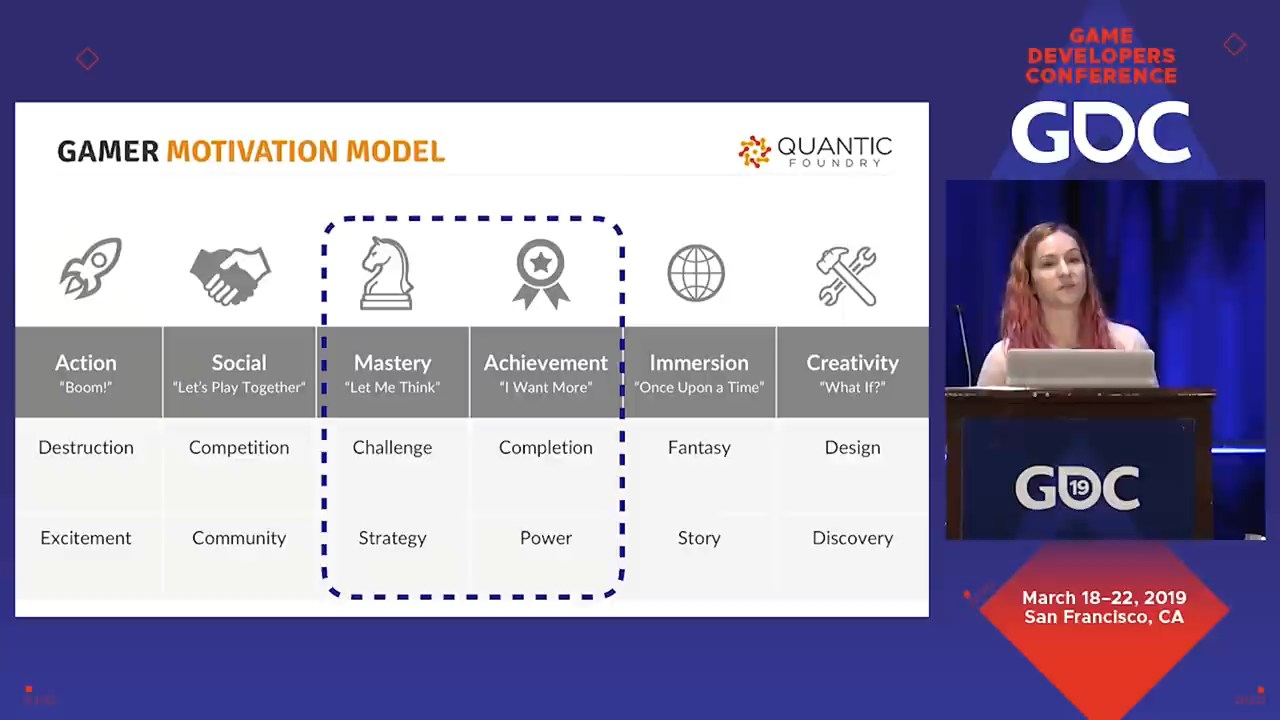 GAME
DEVELOPERS
CONFERENCE
GDC
GAMER MOTIVATION MODEL
QUANTIC
FOUNDRY
Action
"Boom!"
Social
"Let's Play Together"
Mastery
"Let Me Think"
Achievement
"I Want More"
Immersion
"Once Upon a Time"
Creativity
"What If?"
Destruction
Competition
Challenge
Completion
Fantasy
Design
Excitement
Community
Strategy
Power
Story
Discovery
GDC
19
March 18–22, 2019
San Francisco, CA